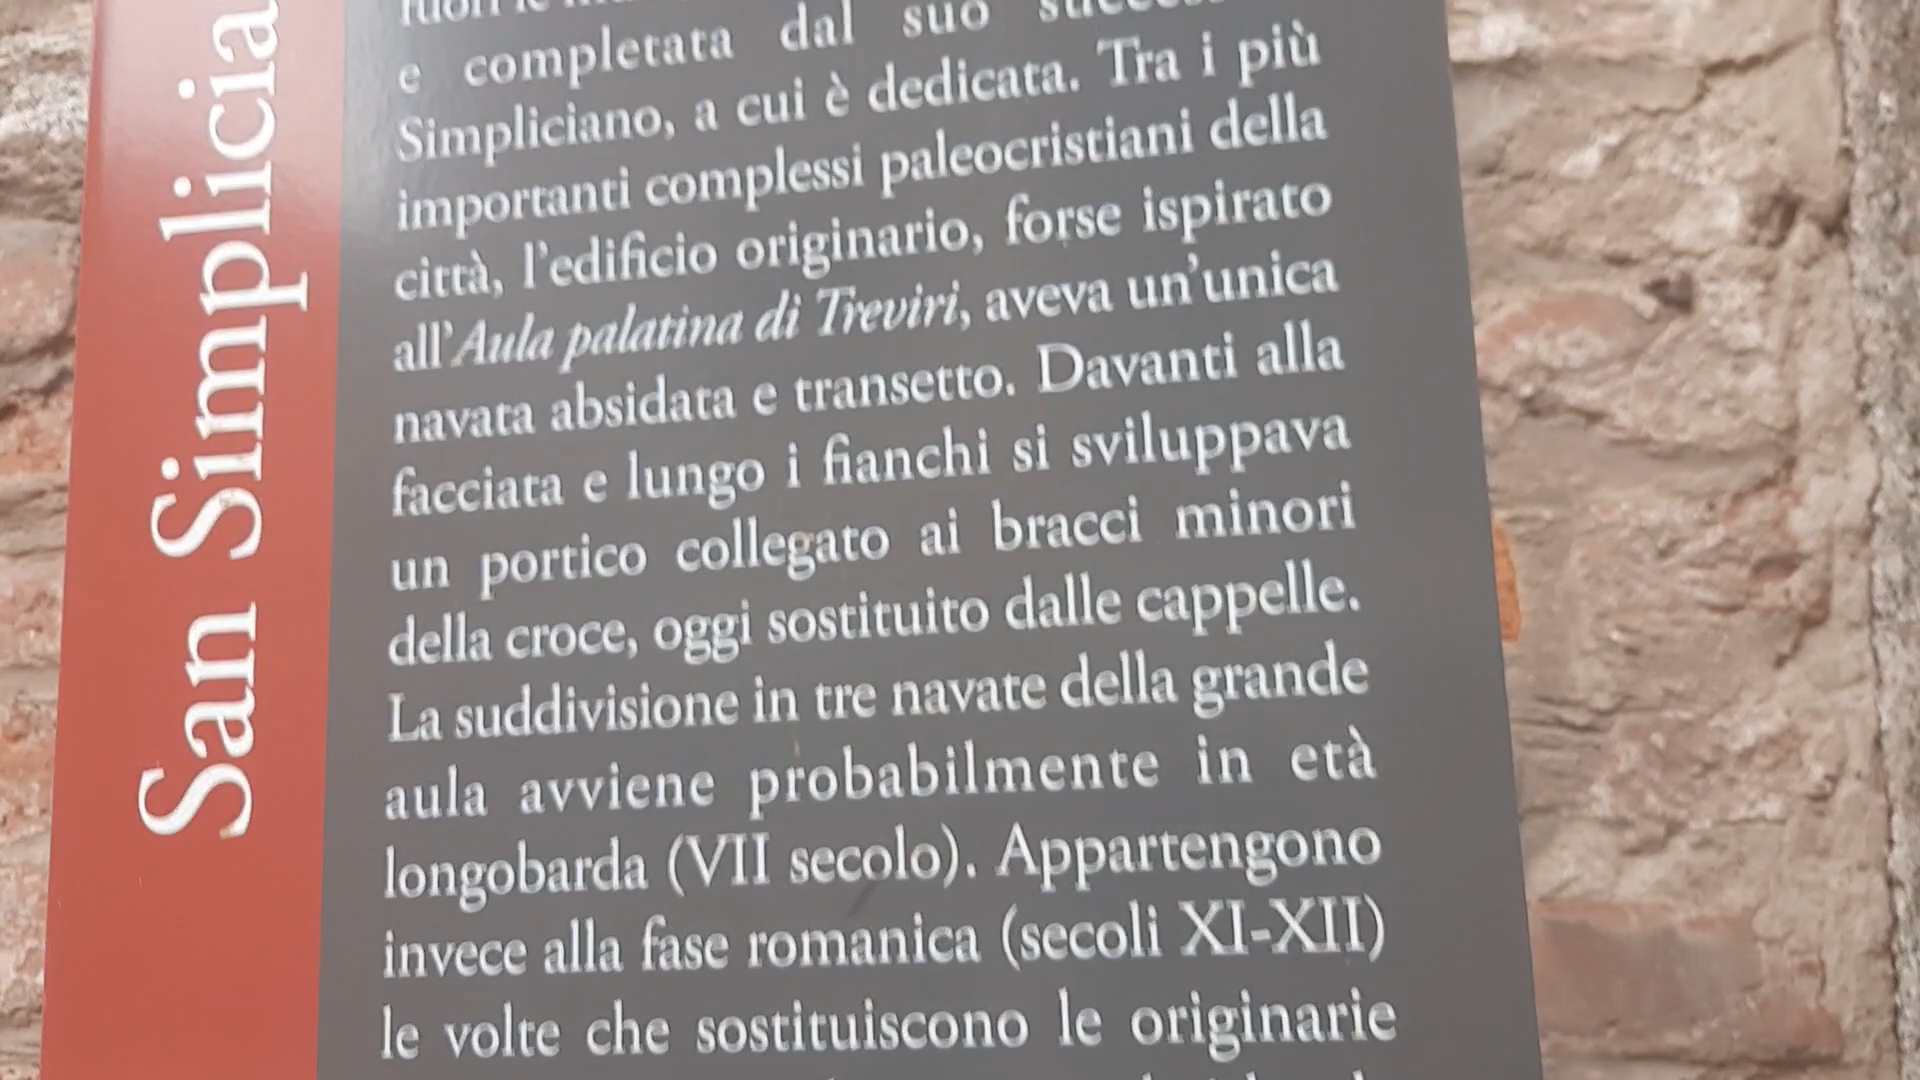 San Simplicia
e completata dal suo
Simpliciano, a cui è dedicata. Tra i più
importanti complessi paleocristiani della
città, l'edificio originario, forse ispirato
all'Aula palatina di Treviri, aveva un'unica
navata absidata e transetto. Davanti alla
facciata e lungo i fianchi si sviluppava
un portico collegato ai bracci minori
della croce, oggi sostituito dalle cappelle.
La suddivisione in tre navate della grande
aula avviene probabilmente in età
longobarda (VII secolo). Appartengono
invece alla fase romanica (secoli XI-XII)
le volte che sostituiscono le originarie